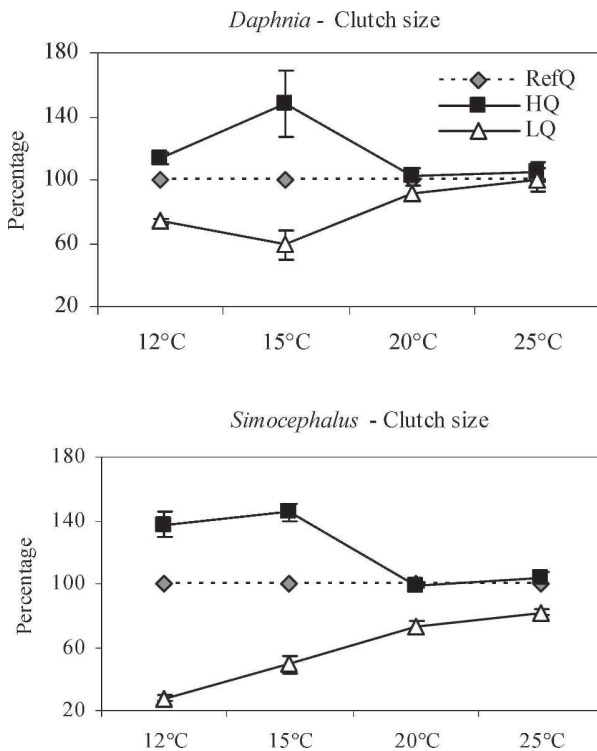 Daphnia - Clutch size
180
140
100
60
20
Percentage
RefQ
HQ
LQ
12°C 15°C 20°C 25°C
Simocephalus - Clutch size
180
140
100
60
20
Percentage
12°C 15°C 20°C 25°C